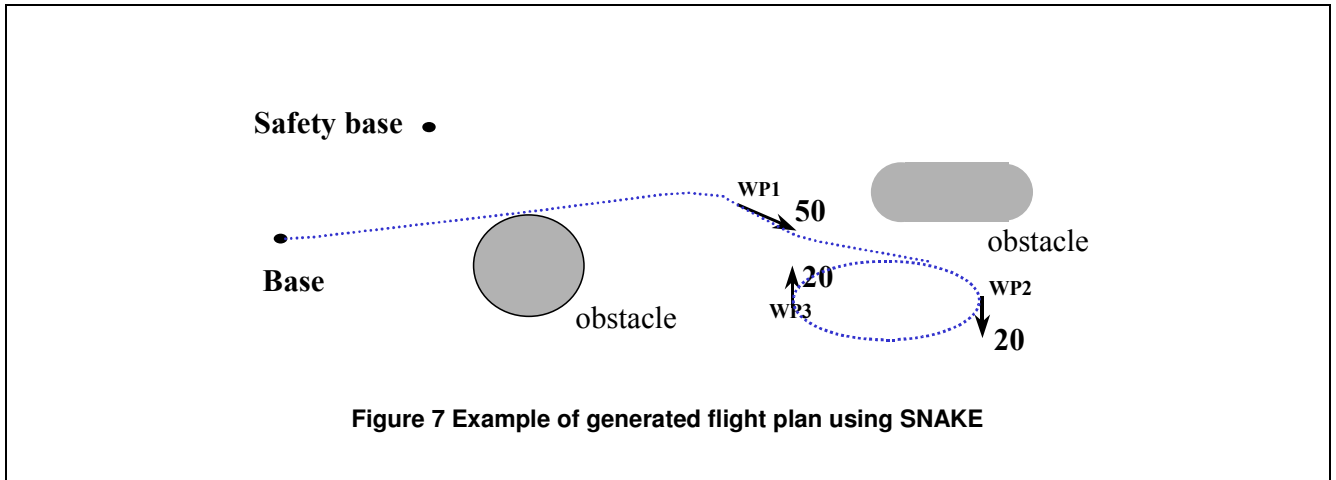 Safety base
WP1
50
obstacle
Base
20
WP2
WP3
obstacle
20
Figure 7 Example of generated flight plan using SNAKE